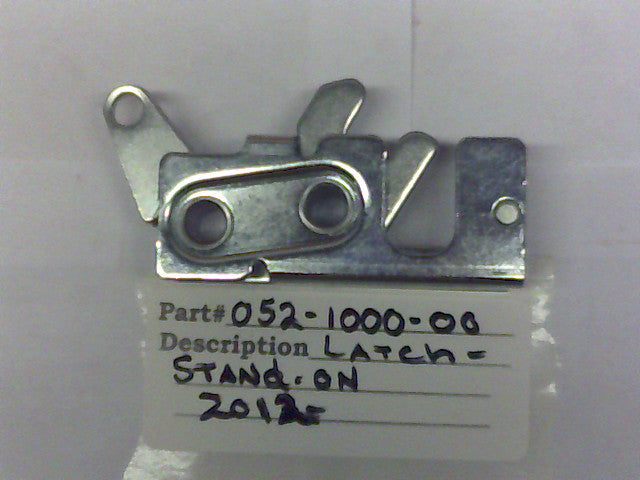 Part# 052-1000-00
Description LATCH-
STAND-ON
2012-